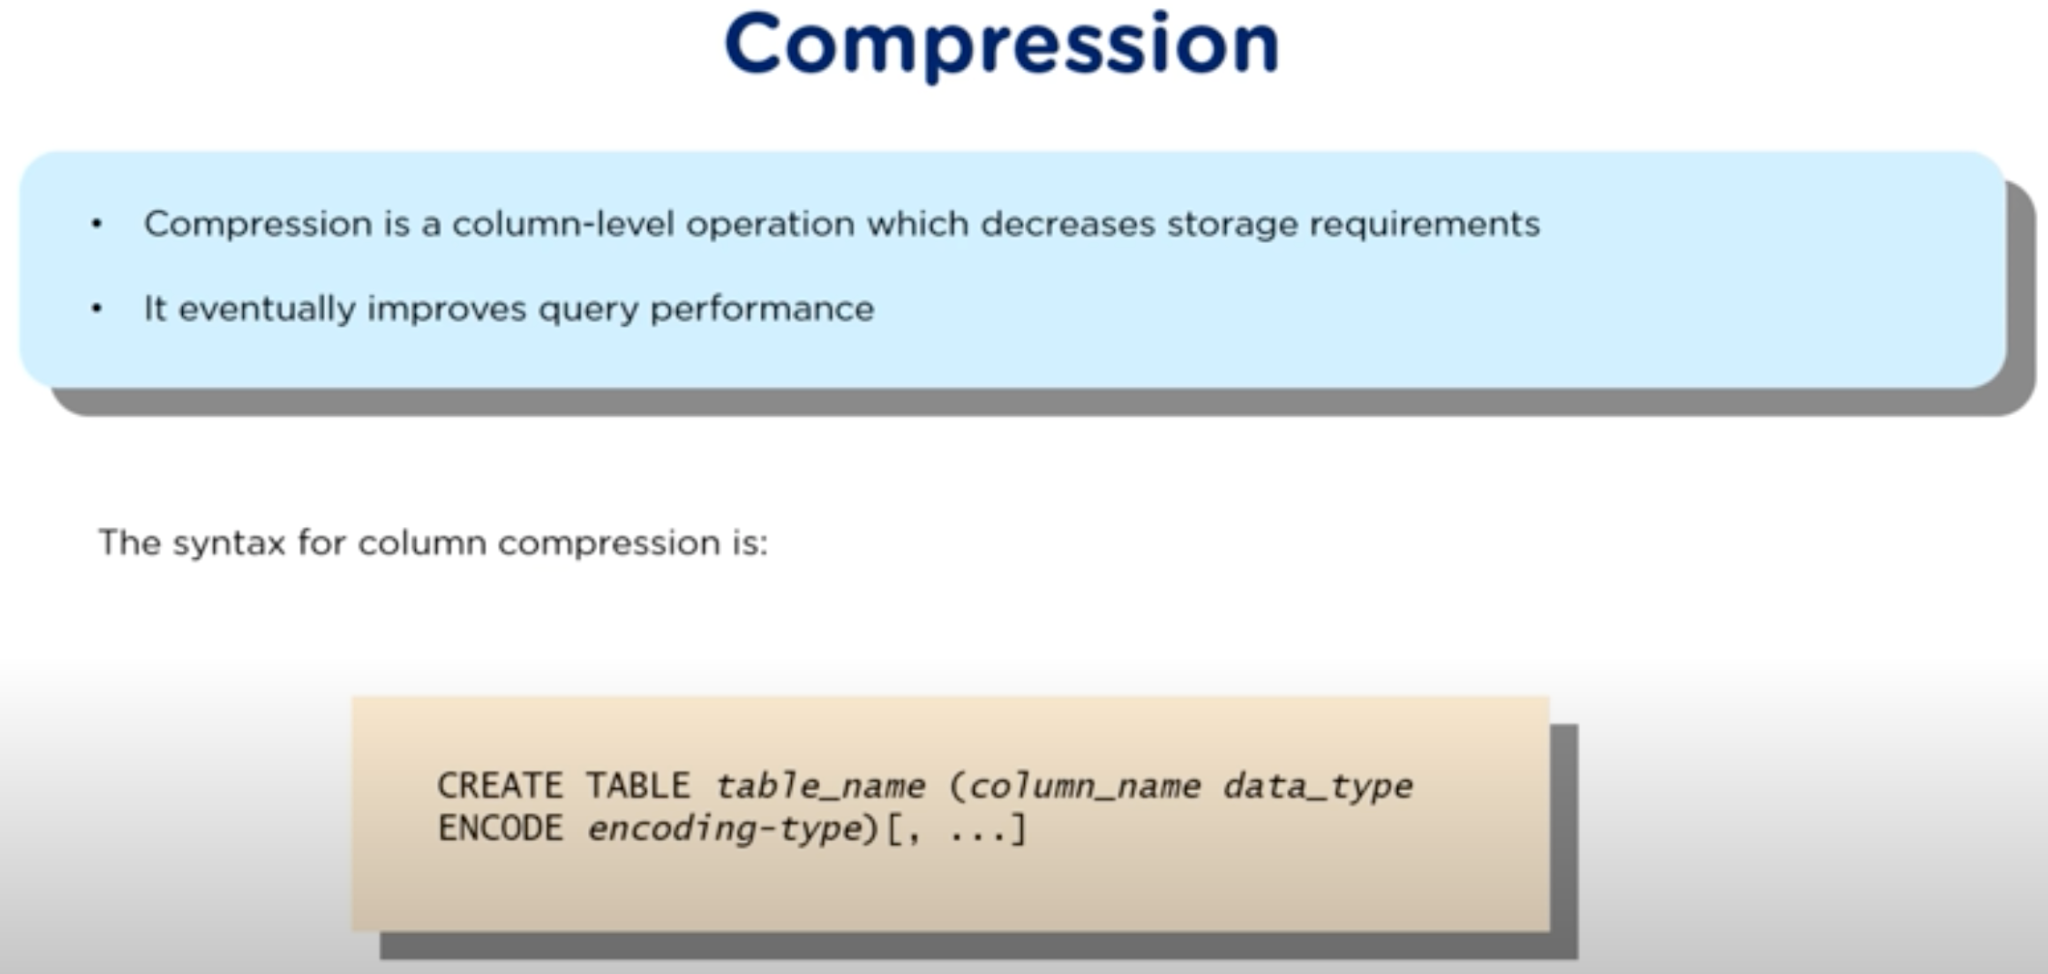 Compression
• Compression is a column-level operation which decreases storage requirements
• It eventually improves query performance
The syntax for column compression is:
CREATE TABLE table_name (column_name data_type
ENCODE encoding-type)[, ...]